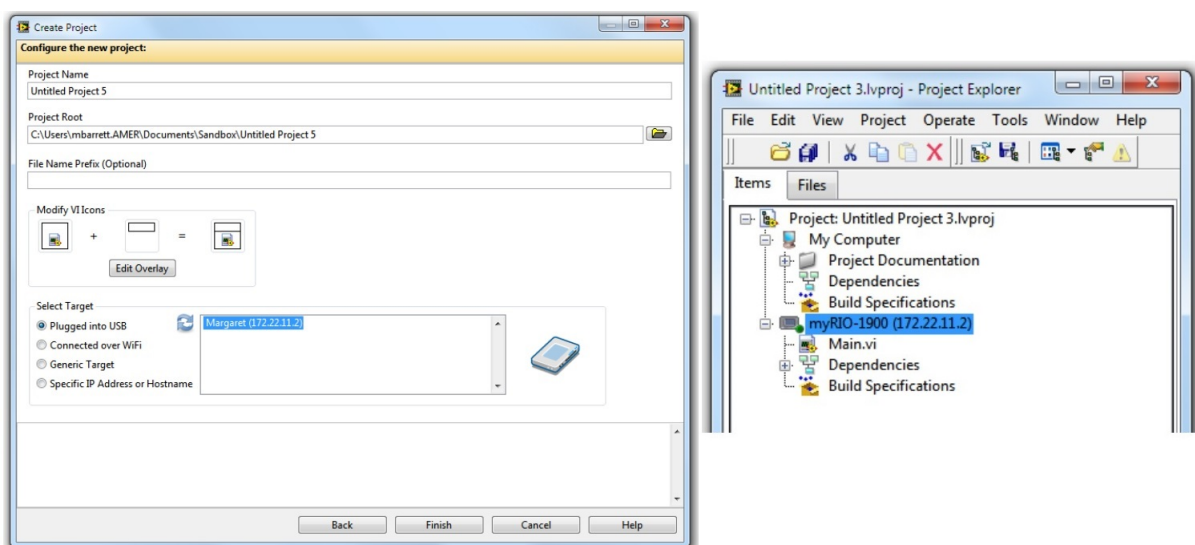 Create Project
Configure the new project:
Project Name
Untitled Project 5
Project Root
C:\Users\mbarrett.AMER\Documents\Sandbox\Untitled Project 5
File Name Prefix (Optional)
Modify VI Icons
+ =
Edit Overlay
Select Target
Plugged into USB
Margaret (172.22.11.2)
Connected over WiFi
Generic Target
Specific IP Address or Hostname
Back Finish Cancel Help
Untitled Project 3.lvproj - Project Explorer
File Edit View Project Operate Tools Window Help
Items Files
Project: Untitled Project 3.lvproj
My Computer
Project Documentation
Dependencies
Build Specifications
myRIO-1900 (172.22.11.2)
Main.vi
Dependencies
Build Specifications